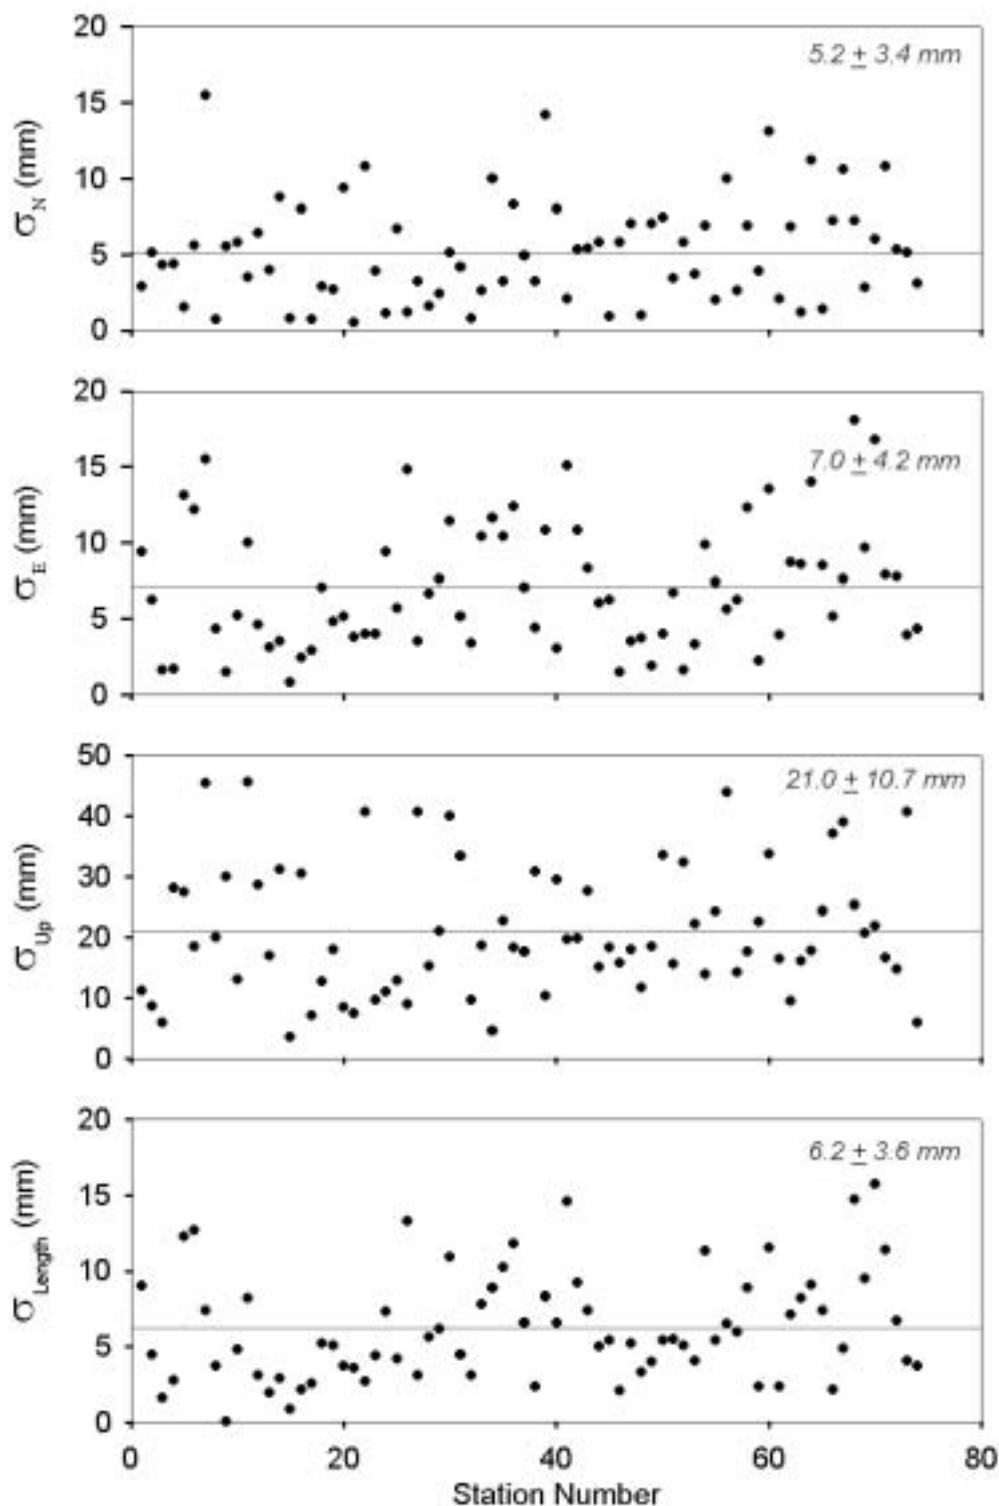 20
5.2 ± 3.4 mm
15
10
5
0
σN (mm)
20
7.0 ± 4.2 mm
15
10
5
0
σE (mm)
50
21.0 ± 10.7 mm
40
30
20
10
0
σUp (mm)
20
6.2 ± 3.6 mm
15
10
5
0
σLength (mm)
0 20 40 60 80
Station Number